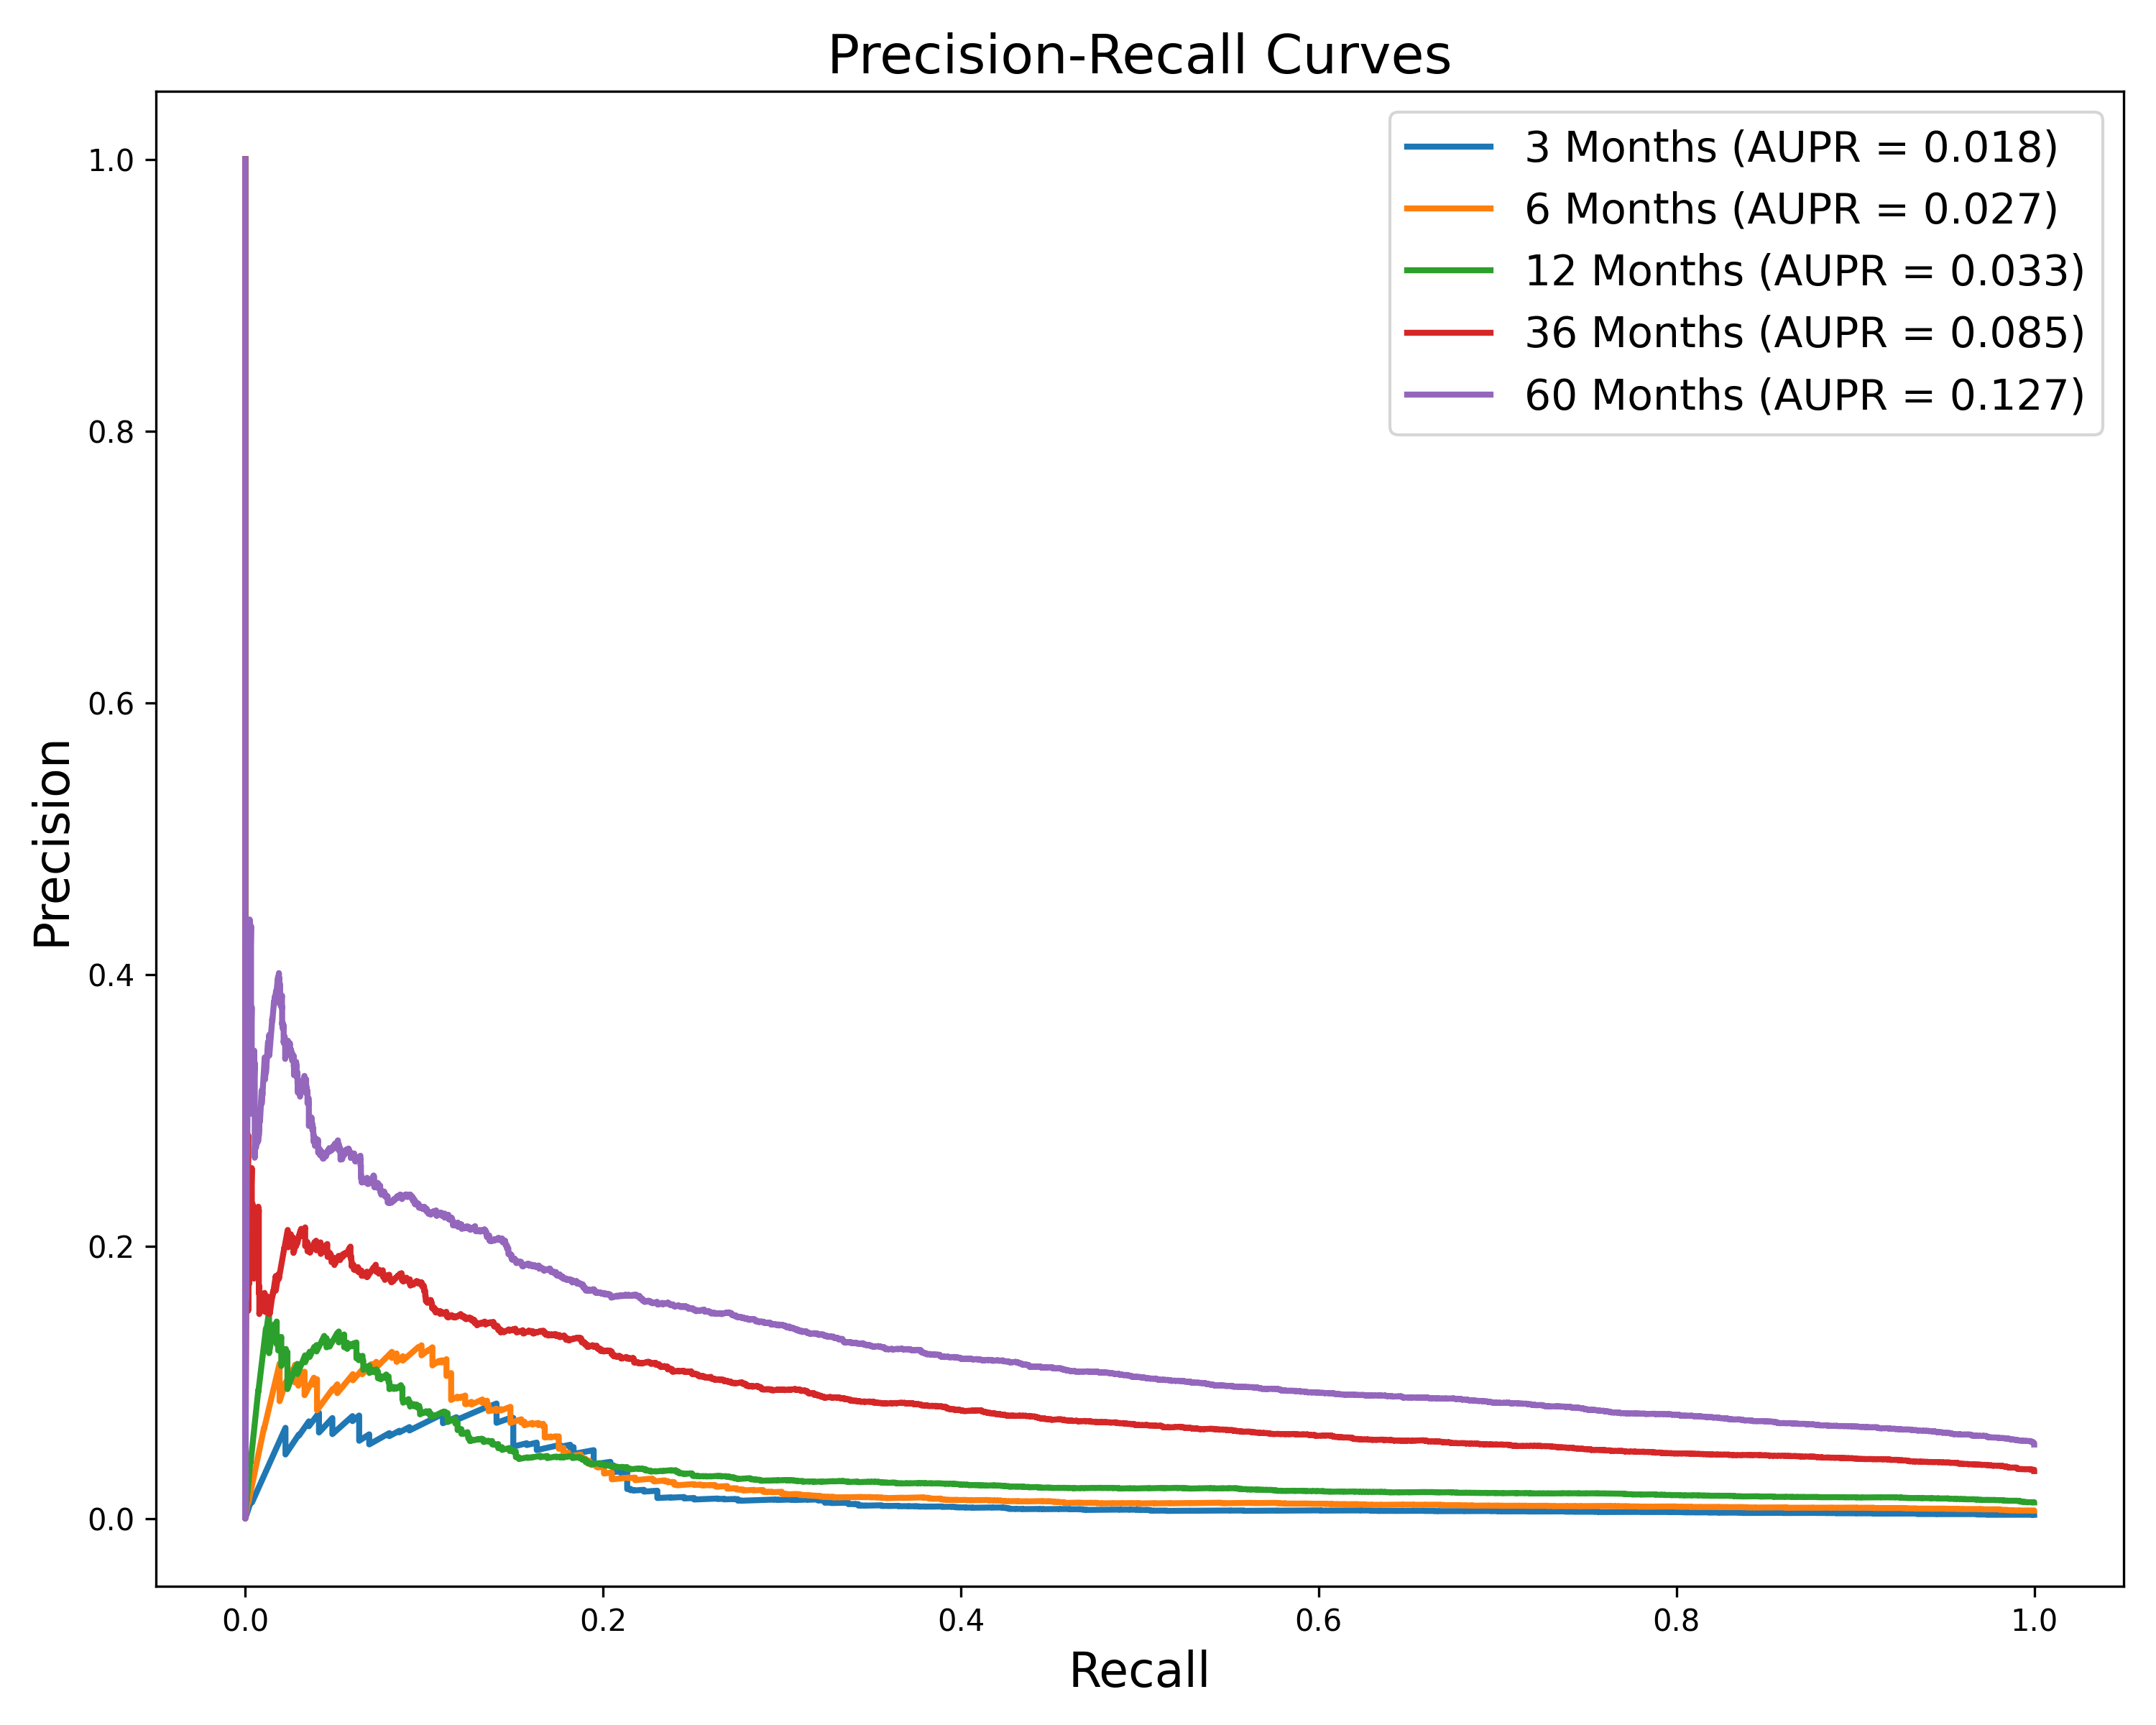 Precision-Recall Curves
3 Months (AUPR = 0.018)
6 Months (AUPR = 0.027)
12 Months (AUPR = 0.033)
36 Months (AUPR = 0.085)
60 Months (AUPR = 0.127)
Precision
1.0
0.8
0.6
0.4
0.2
0.0
0.0 0.2 0.4 0.6 0.8 1.0
Recall